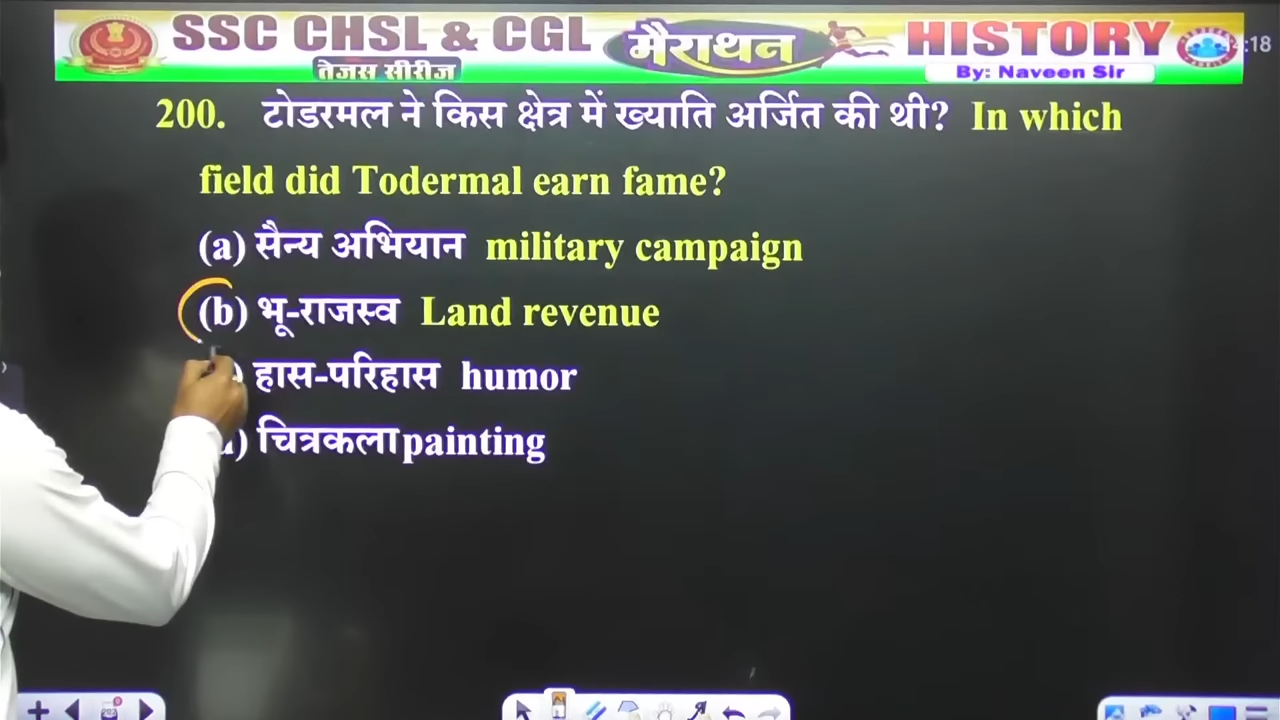 SSC CHSL & CGL मैराथन HISTORY
:18
तेजस सीरीज By: Naveen Sir
200. टोडरमल ने किस क्षेत्र में ख्याति अर्जित की थी? In which
field did Todermal earn fame?
(a) सैन्य अभियान military campaign
(b) भू-राजस्व Land revenue
) हास-परिहास humor
) चित्रकला painting